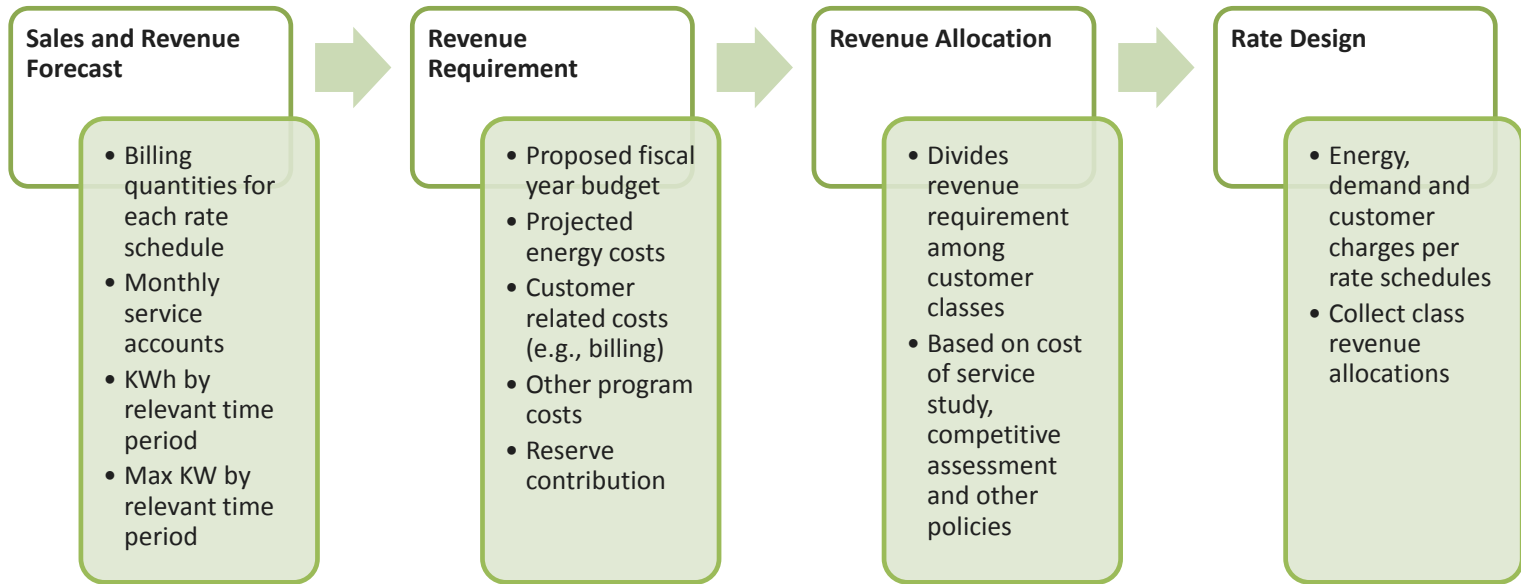 Sales and Revenue
Forecast
• Billing
quantities for
each rate
schedule
• Monthly
service
accounts
• KWh by
relevant time
period
• Max KW by
relevant time
period
Revenue
Requirement
• Proposed fiscal
year budget
• Projected
energy costs
• Customer
related costs
(e.g., billing)
• Other program
costs
• Reserve
contribution
Revenue Allocation
• Divides
revenue
requirement
among
customer
classes
• Based on cost
of service
study,
competitive
assessment
and other
policies
Rate Design
• Energy,
demand and
customer
charges per
rate schedules
• Collect class
revenue
allocations